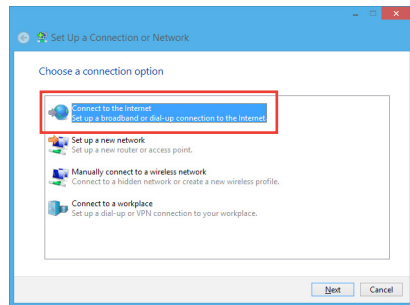 Set Up a Connection or Network
Choose a connection option
Connect to the Internet
Set up a broadband or dial-up connection to the Internet.
Set up a new network
Set up a new router or access point.
Manually connect to a wireless network
Connect to a hidden network or create a new wireless profile.
Connect to a workplace
Set up a dial-up or VPN connection to your workplace.
Next Cancel